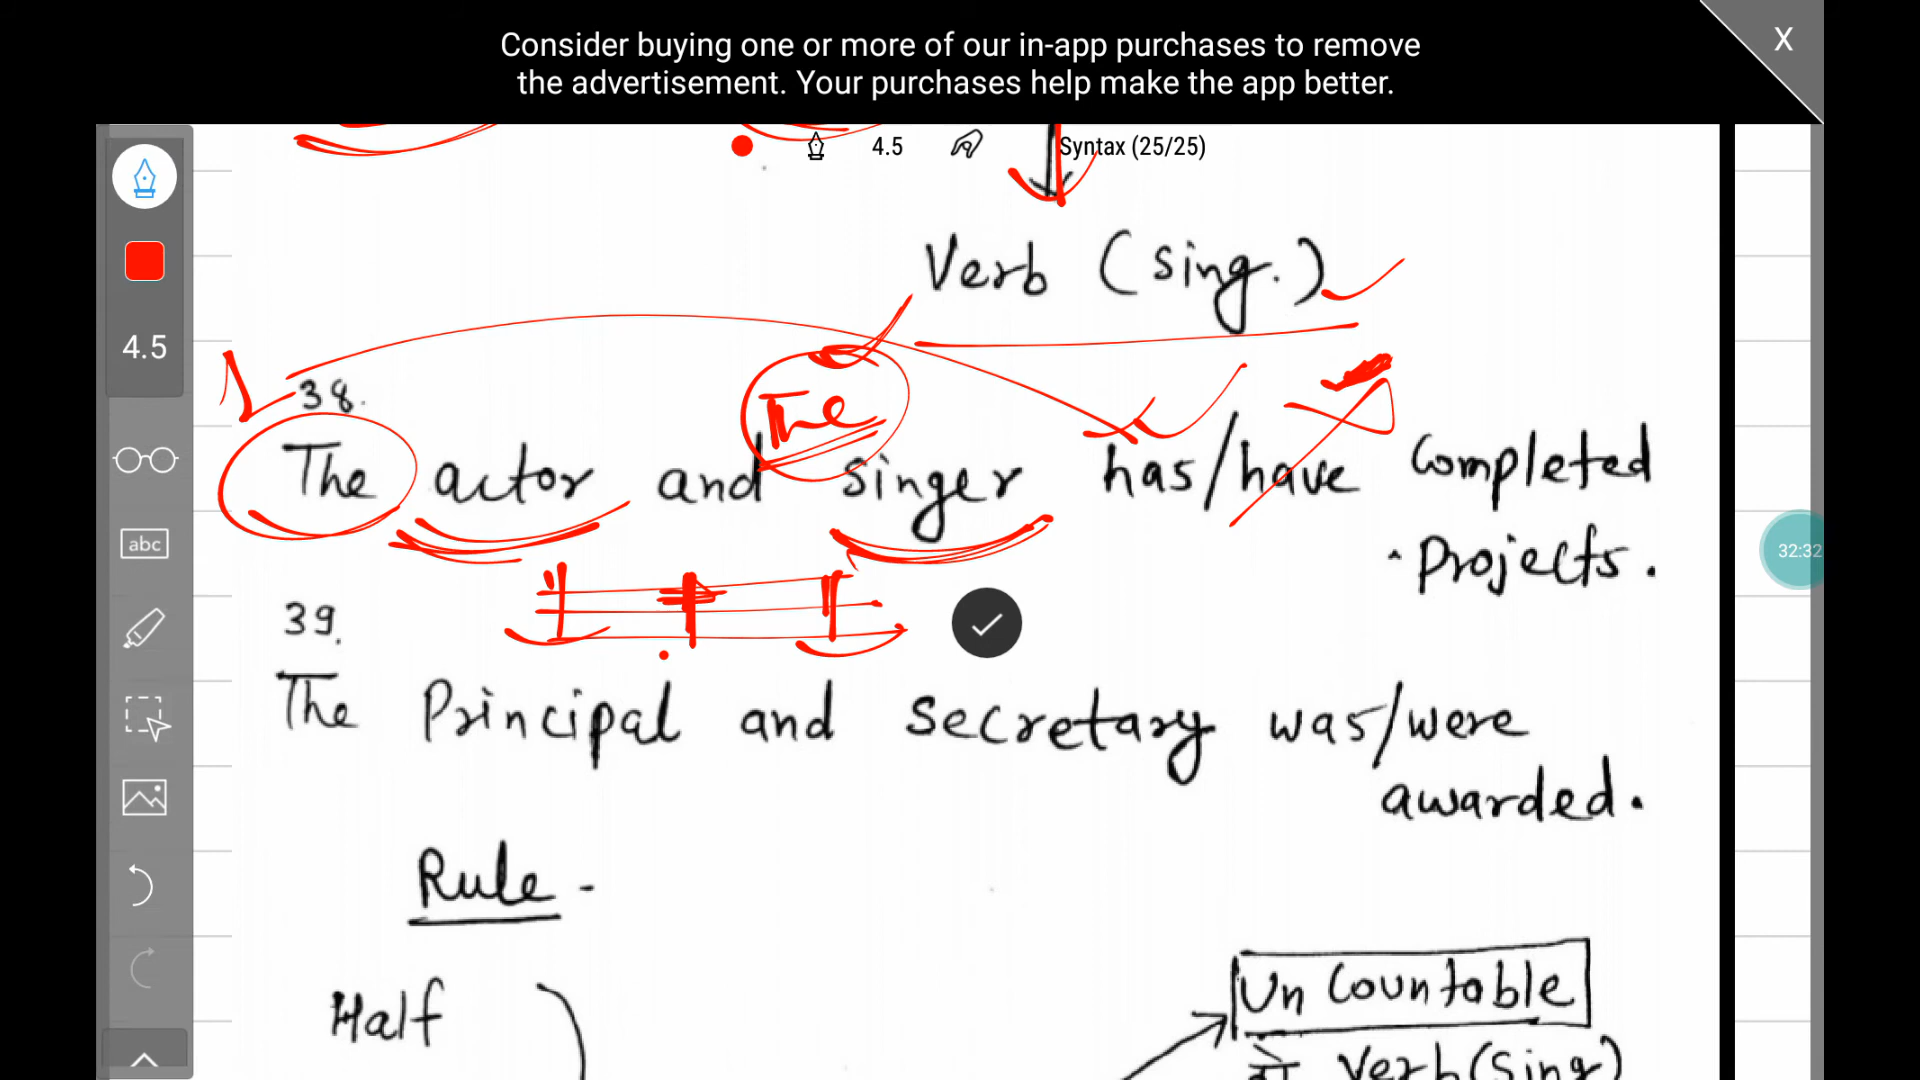 Consider buying one or more of our in-app purchases to remove
the advertisement. Your purchases help make the app better.
X
4.5
Syntax (25/25)
4.5
abc
32:32
Verb (Sing.)
38.
The
The actor and singer has/have Completed
Projects.
39.
The Principal and secretary was/were
awarded.
Rule -
Half
Un Countable
Verb (Sing)